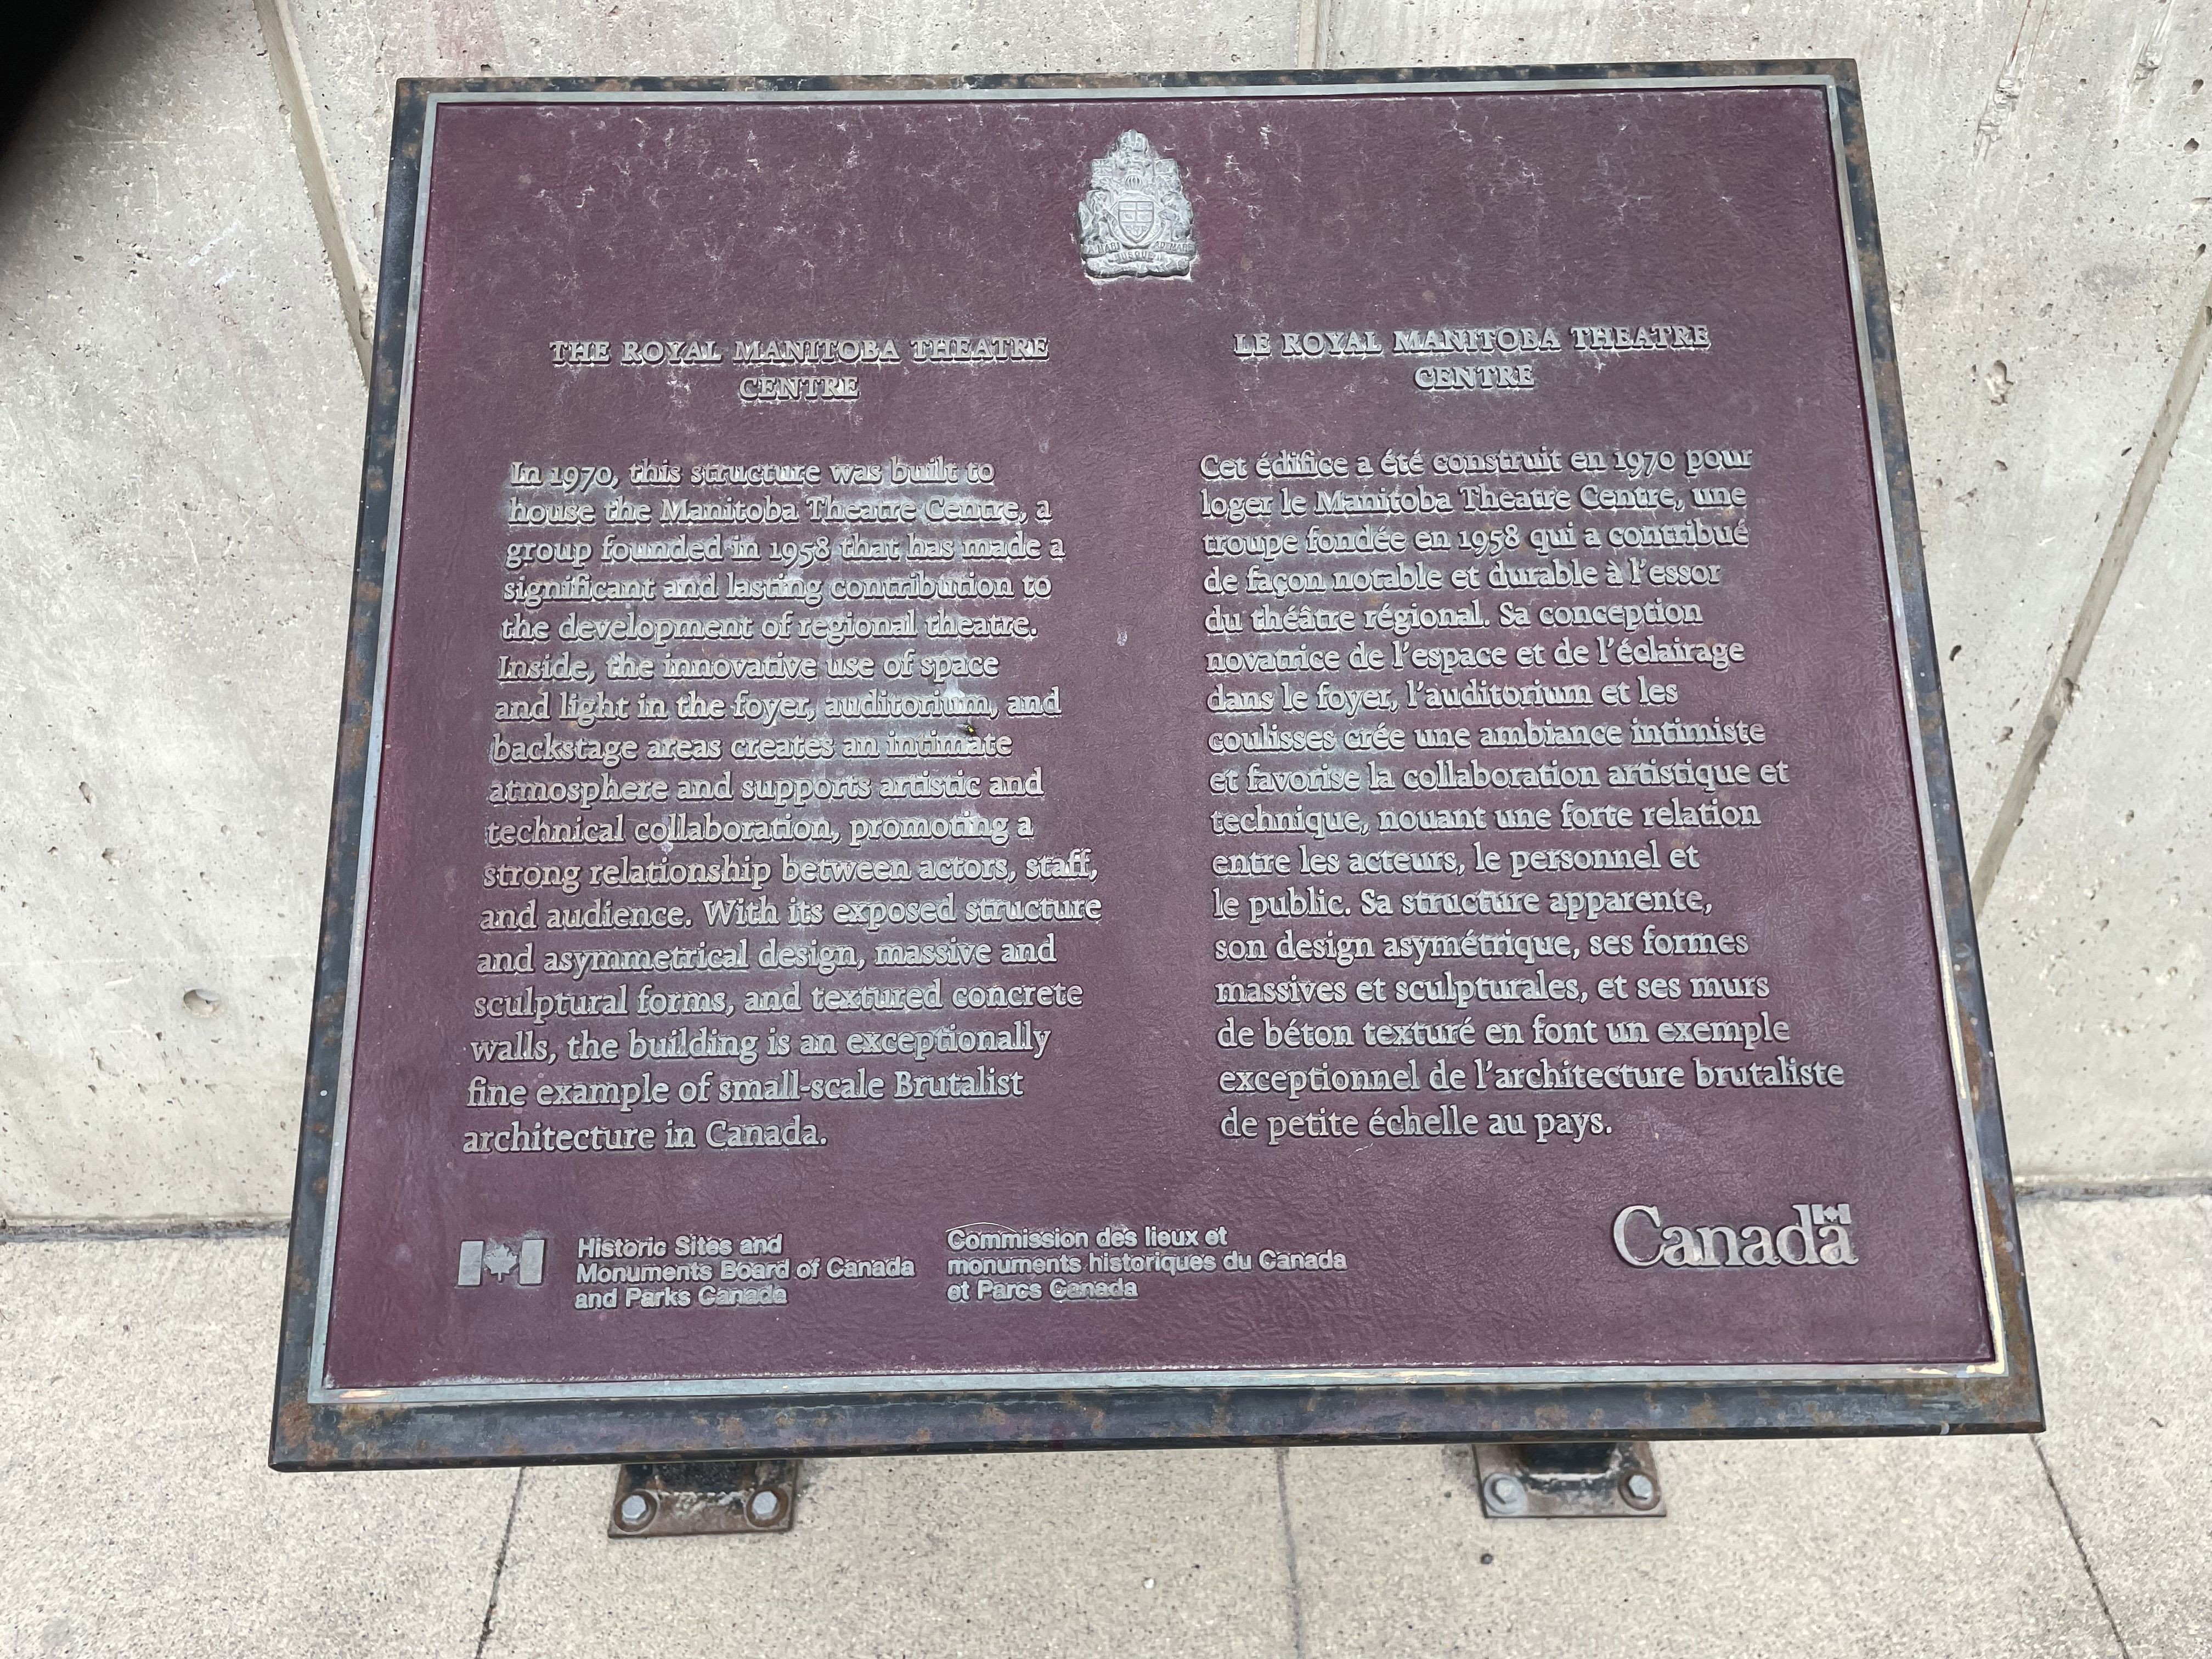 A MARI USQUE AD MARE
THE ROYAL MANITOBA THEATRE
CENTRE
In 1970, this structure was built to
house the Manitoba Theatre Centre, a
group founded in 1958 that has made a
significant and lasting contribution to
the development of regional theatre.
Inside, the innovative use of space
and light in the foyer, auditorium, and
backstage areas creates an intimate
atmosphere and supports artistic and
technical collaboration, promoting a
strong relationship between actors, staff,
and audience. With its exposed structure
and asymmetrical design, massive and
sculptural forms, and textured concrete
walls, the building is an exceptionally
fine example of small-scale Brutalist
architecture in Canada.
LE ROYAL MANITOBA THEATRE
CENTRE
Cet édifice a été construit en 1970 pour
loger le Manitoba Theatre Centre, une
troupe fondée en 1958 qui a contribué
de façon notable et durable à l'essor
du théâtre régional. Sa conception
novatrice de l'espace et de l'éclairage
dans le foyer, l'auditorium et les
coulisses crée une ambiance intimiste
et favorise la collaboration artistique et
technique, nouant une forte relation
entre les acteurs, le personnel et
le public. Sa structure apparente,
son design asymétrique, ses formes
massives et sculpturales, et ses murs
de béton texturé en font un exemple
exceptionnel de l'architecture brutaliste
de petite échelle au pays.
Historic Sites and
Monuments Board of Canada
and Parks Canada
Commission des lieux et
monuments historiques du Canada
et Parcs Canada
Canada